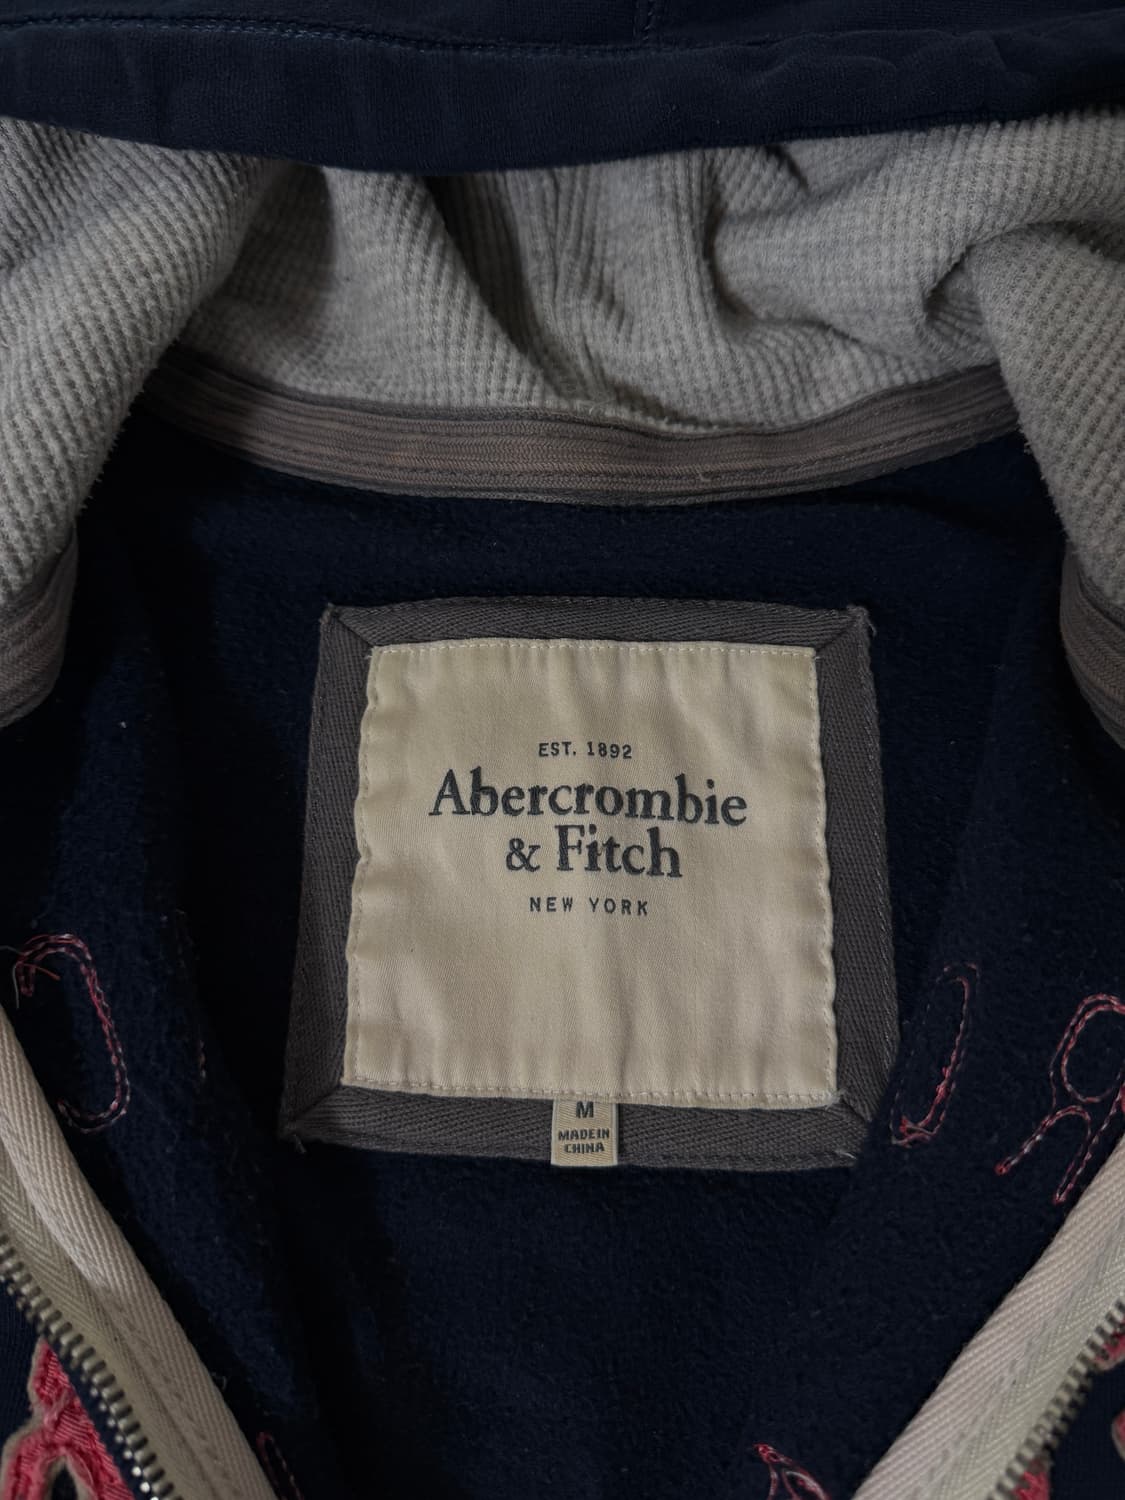 EST. 1892
Abercrombie
& Fitch
NEW YORK
M
MADE IN
CHINA